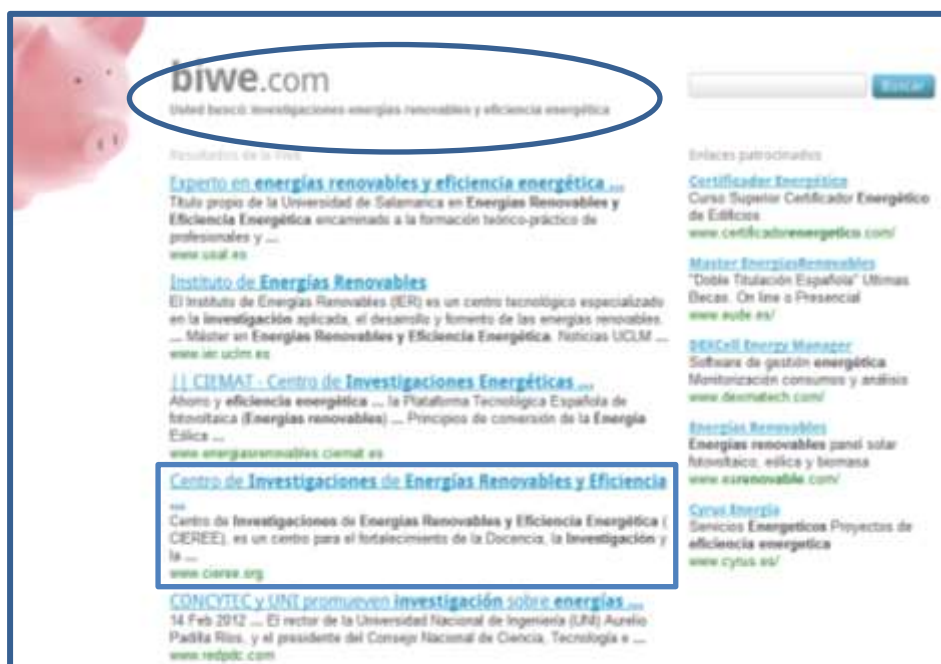 biwe.com
Usted buscó: investigaciones energías renovables y eficiencia energética
Buscar
Resultados de la Web
Experto en energías renovables y eficiencia energética ...
Título propio de la Universidad de Salamanca en Energías Renovables y
Eficiencia Energética encaminado a la formación teórico-práctico de
profesionales y ...
www.usal.es
Instituto de Energías Renovables
El Instituto de Energías Renovables (IER) es un centro tecnológico especializado
en la investigación aplicada, el desarrollo y fomento de las energías renovables.
... Máster en Energías Renovables y Eficiencia Energética. Noticias UCLM ...
www.ier.uclm.es
|| CIEMAT - Centro de Investigaciones Energéticas ...
Ahorro y eficiencia energética ... la Plataforma Tecnológica Española de
fotovoltaica (Energías renovables) ... Principios de conversión de la Energía
Eólica ...
www.energiasrenovables.ciemat.es
Centro de Investigaciones de Energías Renovables y Eficiencia
...
Centro de Investigaciones de Energías Renovables y Eficiencia Energética (
CIEREE), es un centro para el fortalecimiento de la Docencia, la Investigación y
la ...
www.cieree.org
CONCYTEC y UNI promueven investigación sobre energías ...
14 Feb 2012 ... El rector de la Universidad Nacional de Ingeniería (UNI) Aurelio
Padilla Ríos, y el presidente del Consejo Nacional de Ciencia, Tecnología e ...
www.redpdc.com
Enlaces patrocinados
Certificador Energética
Curso Superior Certificador Energético
de Edificios
www.certificadorenergetico.com/
Master EnergiasRenovables
"Doble Titulación Española" Ultimas
Becas. On line o Presencial
www.eude.es/
DEXCell Energy Manager
Software de gestión energética
Monitorización consumos y análisis
www.dexmatech.com/
Energías Renovables
Energías renovables panel solar
fotovoltaico, eólica y biomasa
www.esrenovable.com/
Cyrus Energía
Servicios Energeticos Proyectos de
eficiencia energetica
www.cyrus.es/